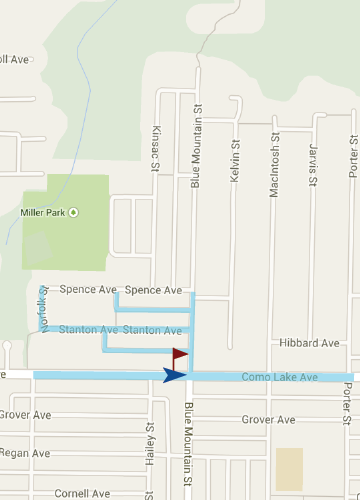 oll Ave
Kinsac St
Blue Mountain St
Kelvin St
MacIntosh St
Jarvis St
Porter St
Miller Park
Norfolk St
Spence Ave
Spence Ave
Stanton Ave
Stanton Ave
Hibbard Ave
ve
Como Lake Ave
Grover Ave
Hailey St
Blue Mountain St
Grover Ave
Porter St
Regan Ave
Cornell Ave